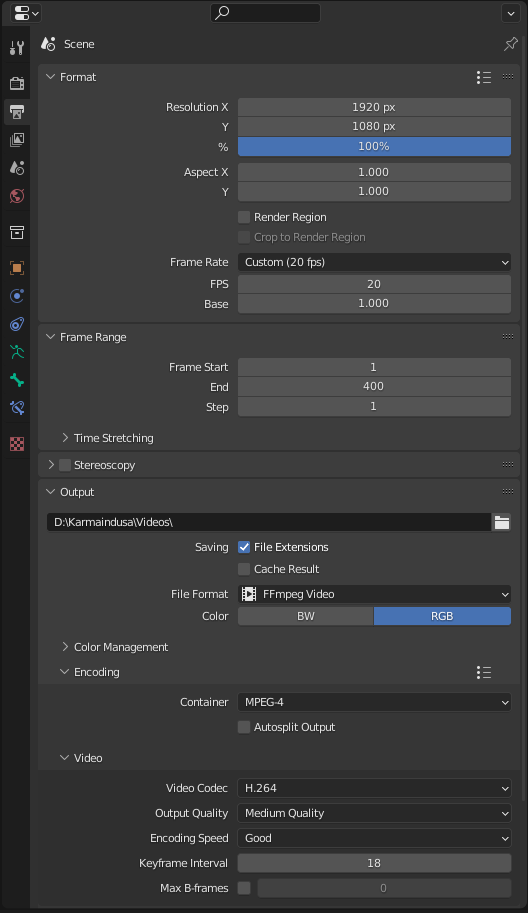 Scene
Format
Resolution X 1920 px
Y 1080 px
% 100%
Aspect X 1.000
Y 1.000
Render Region
Crop to Render Region
Frame Rate Custom (20 fps)
FPS 20
Base 1.000
Frame Range
Frame Start 1
End 400
Step 1
Time Stretching
Stereoscopy
Output
D:\Karmaindusa\Videos\
Saving File Extensions
Cache Result
File Format FFmpeg Video
Color BW RGB
Color Management
Encoding
Container MPEG-4
Autosplit Output
Video
Video Codec H.264
Output Quality Medium Quality
Encoding Speed Good
Keyframe Interval 18
Max B-frames 0